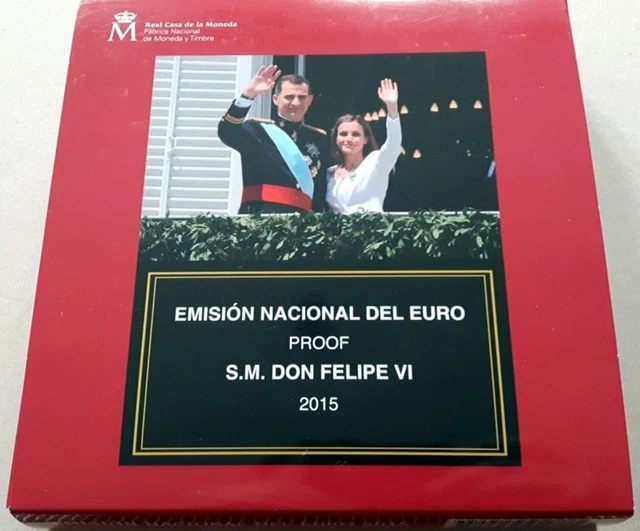 M
Real Casa de la Moneda
Fábrica Nacional
de Moneda y Timbre
EMISIÓN NACIONAL DEL EURO
PROOF
S.M. DON FELIPE VI
2015